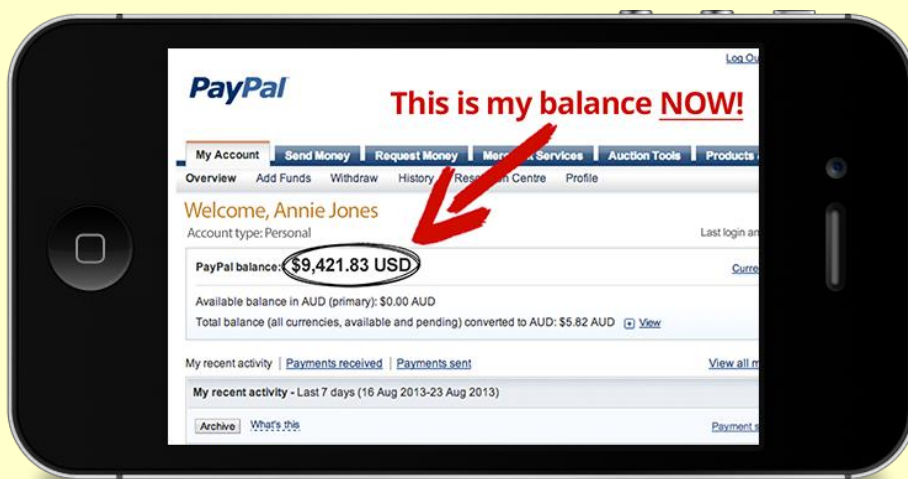 Log Ou
PayPal
This is my balance NOW!
My Account Send Money Request Money Services Auction Tools Products
Overview Add Funds Withdraw History Centre Profile
Welcome, Annie Jones
Account type: Personal Last login an
PayPal balance: $9,421.83 USD Curre
Available balance in AUD (primary): $0.00 AUD
Total balance (all currencies, available and pending) converted to AUD: $5.82 AUD View
My recent activity | Payments received | Payments sent View all m
My recent activity - Last 7 days (16 Aug 2013-23 Aug 2013)
Archive What's this Payment s